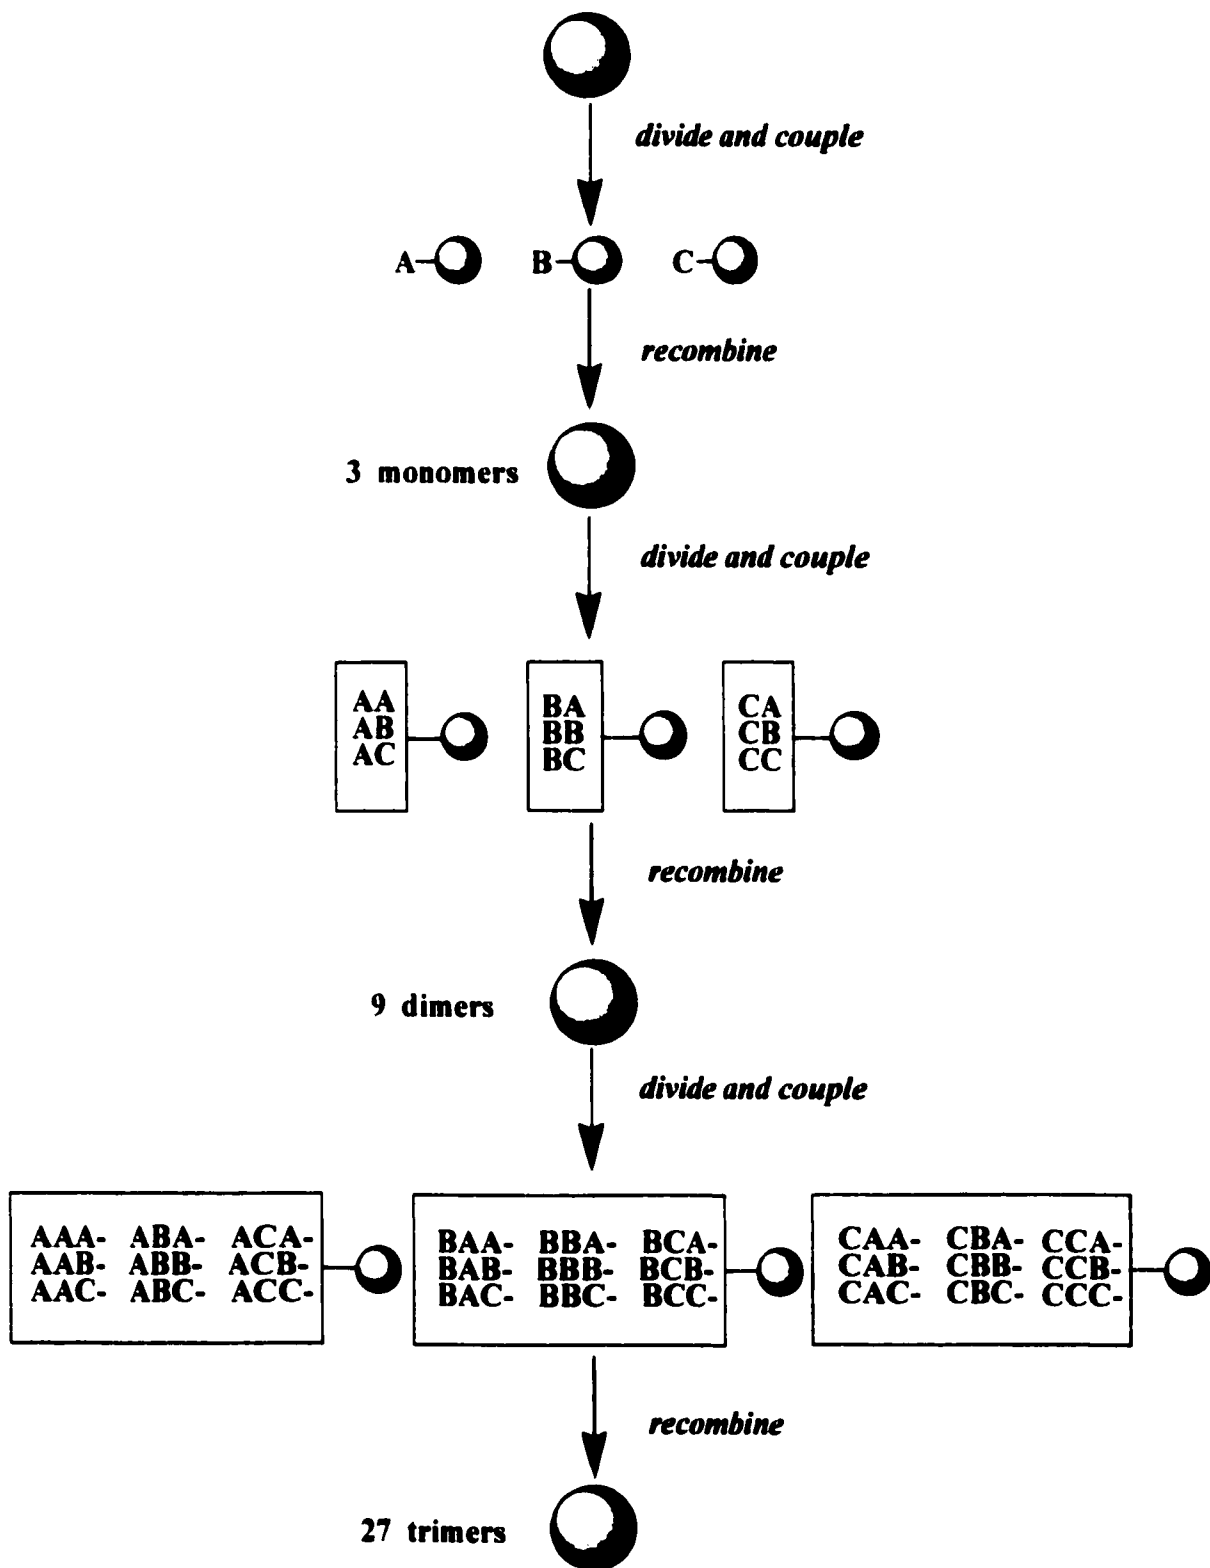 divide and couple
A B C
recombine
3 monomers
divide and couple
AA BA CA
AB BB CB
AC BC CC
recombine
9 dimers
divide and couple
AAA- ABA- ACA- BAA- BBA- BCA- CAA- CBA- CCA-
AAB- ABB- ACB- BAB- BBB- BCB- CAB- CBB- CCB-
AAC- ABC- ACC- BAC- BBC- BCC- CAC- CBC- CCC-
recombine
27 trimers